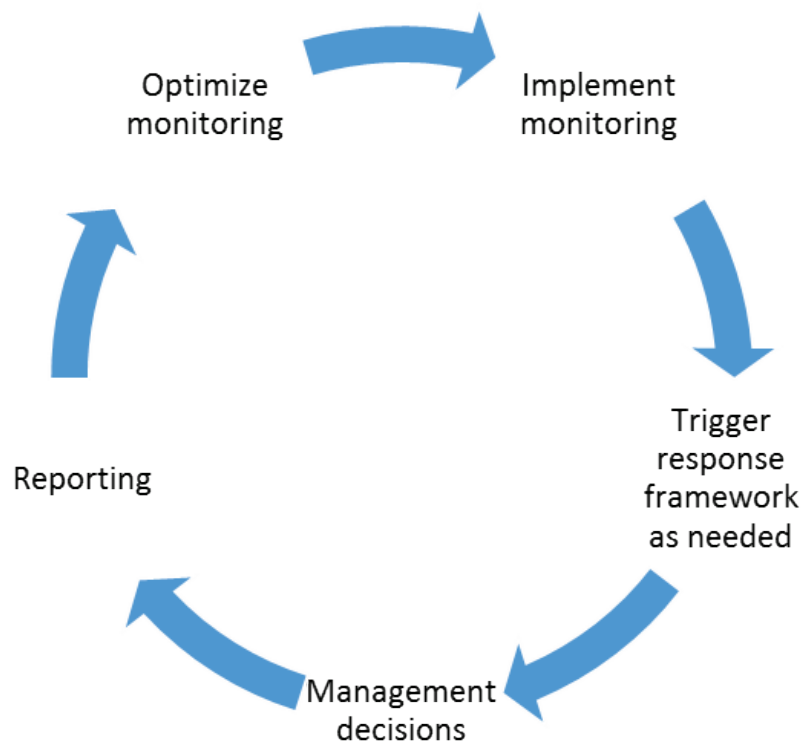 Optimize
monitoring
Implement
monitoring
Trigger
response
framework
as needed
Management
decisions
Reporting